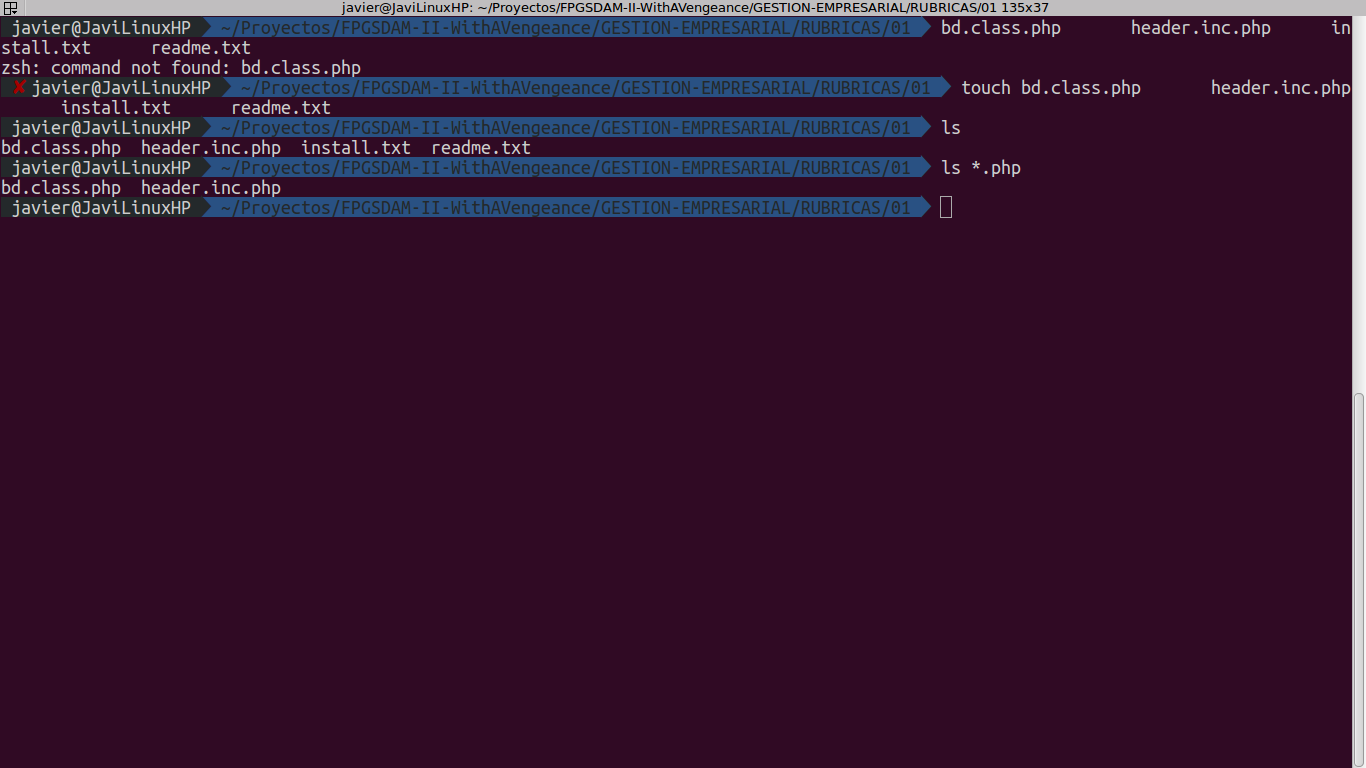 javier@JaviLinuxHP: ~/Proyectos/FPGSDAM-II-WithAVengeance/GESTION-EMPRESARIAL/RUBRICAS/01 135x37
javier@JaviLinuxHP ~/Proyectos/FPGSDAM-II-WithAVengeance/GESTION-EMPRESARIAL/RUBRICAS/01 bd.class.php header.inc.php in
stall.txt readme.txt
zsh: command not found: bd.class.php
✘ javier@JaviLinuxHP ~/Proyectos/FPGSDAM-II-WithAVengeance/GESTION-EMPRESARIAL/RUBRICAS/01 touch bd.class.php header.inc.php
install.txt readme.txt
javier@JaviLinuxHP ~/Proyectos/FPGSDAM-II-WithAVengeance/GESTION-EMPRESARIAL/RUBRICAS/01 ls
bd.class.php header.inc.php install.txt readme.txt
javier@JaviLinuxHP ~/Proyectos/FPGSDAM-II-WithAVengeance/GESTION-EMPRESARIAL/RUBRICAS/01 ls *.php
bd.class.php header.inc.php
javier@JaviLinuxHP ~/Proyectos/FPGSDAM-II-WithAVengeance/GESTION-EMPRESARIAL/RUBRICAS/01